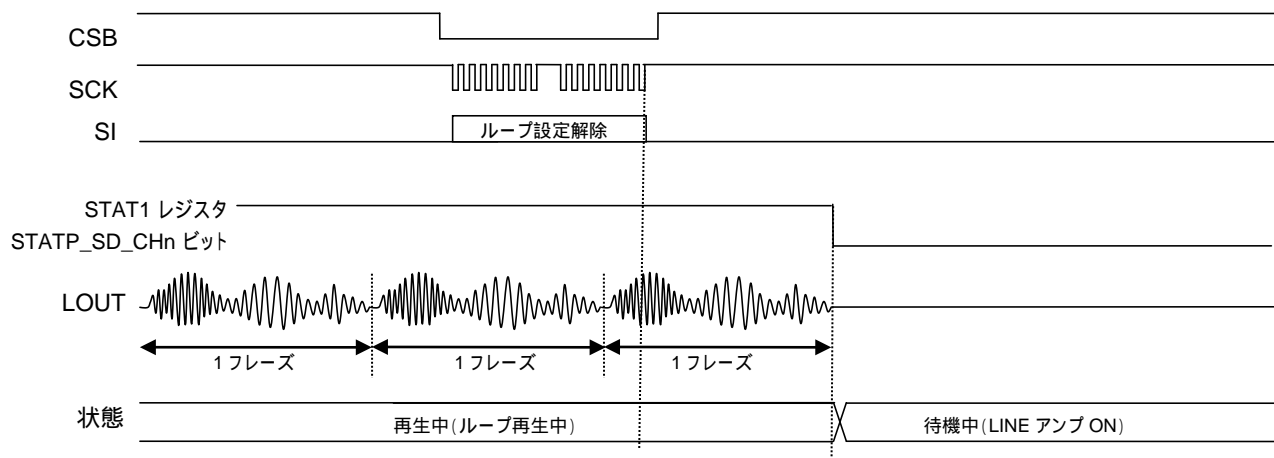 CSB
SCK
SI
ループ設定解除
STAT1 レジスタ
STATP_SD_CHn ビット
LOUT
1 フレーズ
1 フレーズ
1 フレーズ
状態
再生中(ループ再生中)
待機中(LINE アンプ ON)